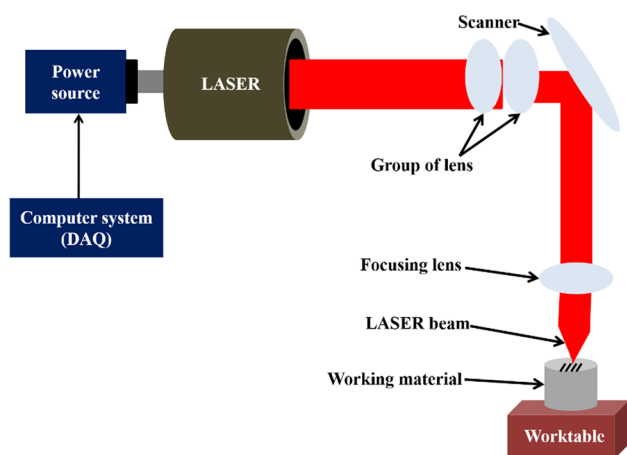 Scanner
Power
source
LASER
Group of lens
Computer system
(DAQ)
Focusing lens
LASER beam
Working material
Worktable